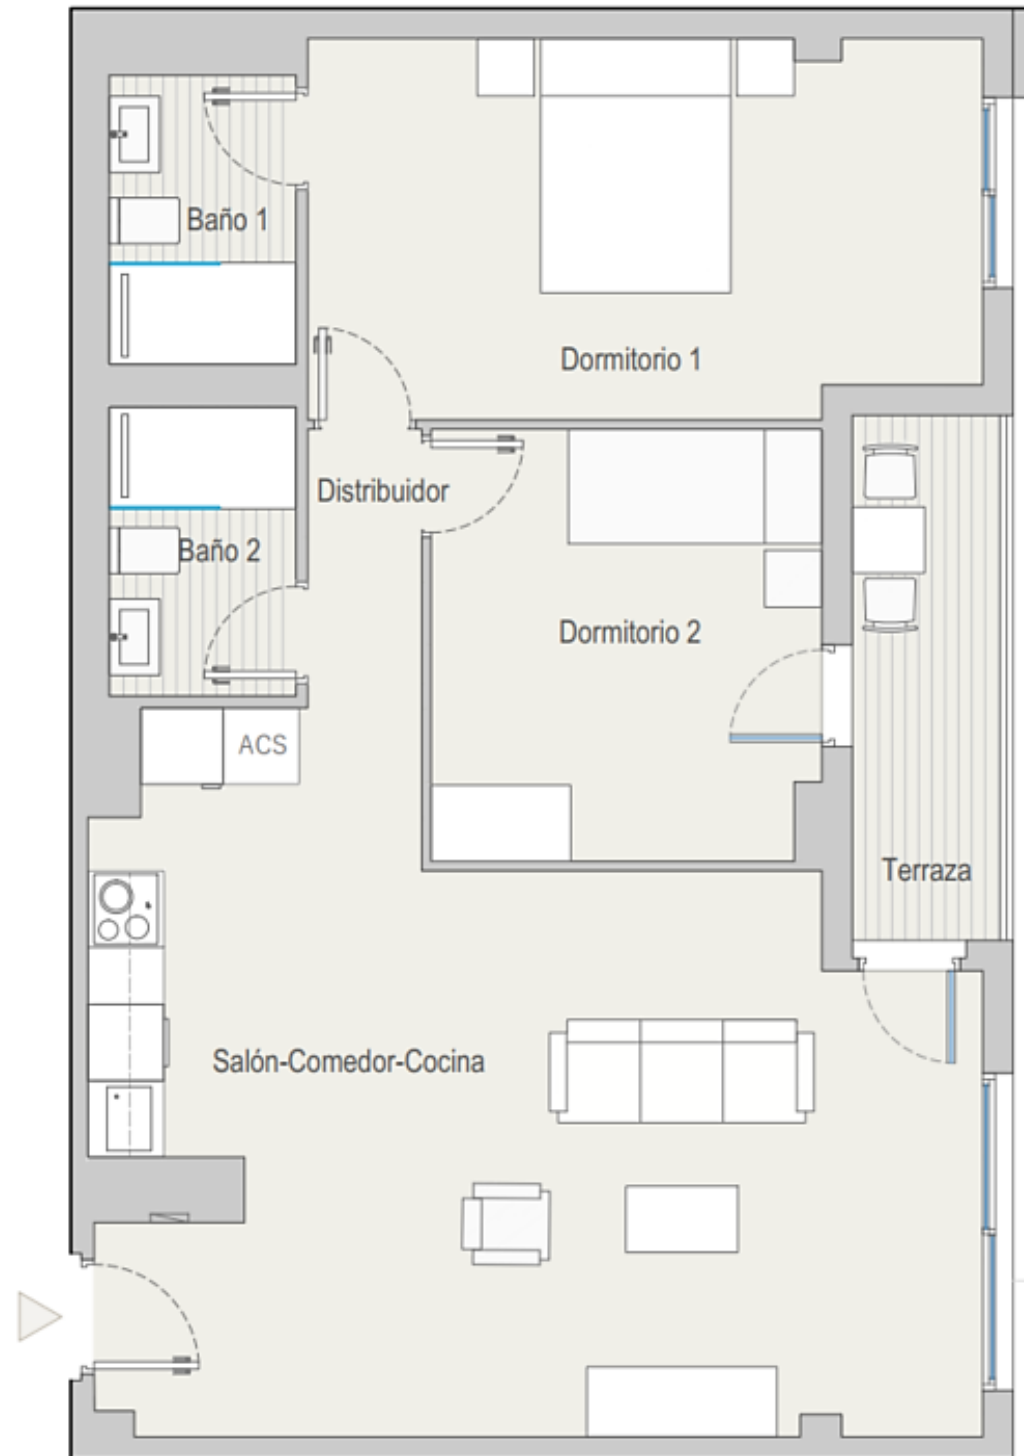 Baño 1
Dormitorio 1
Distribuidor
Baño 2
Dormitorio 2
ACS
Terraza
Salón-Comedor-Cocina